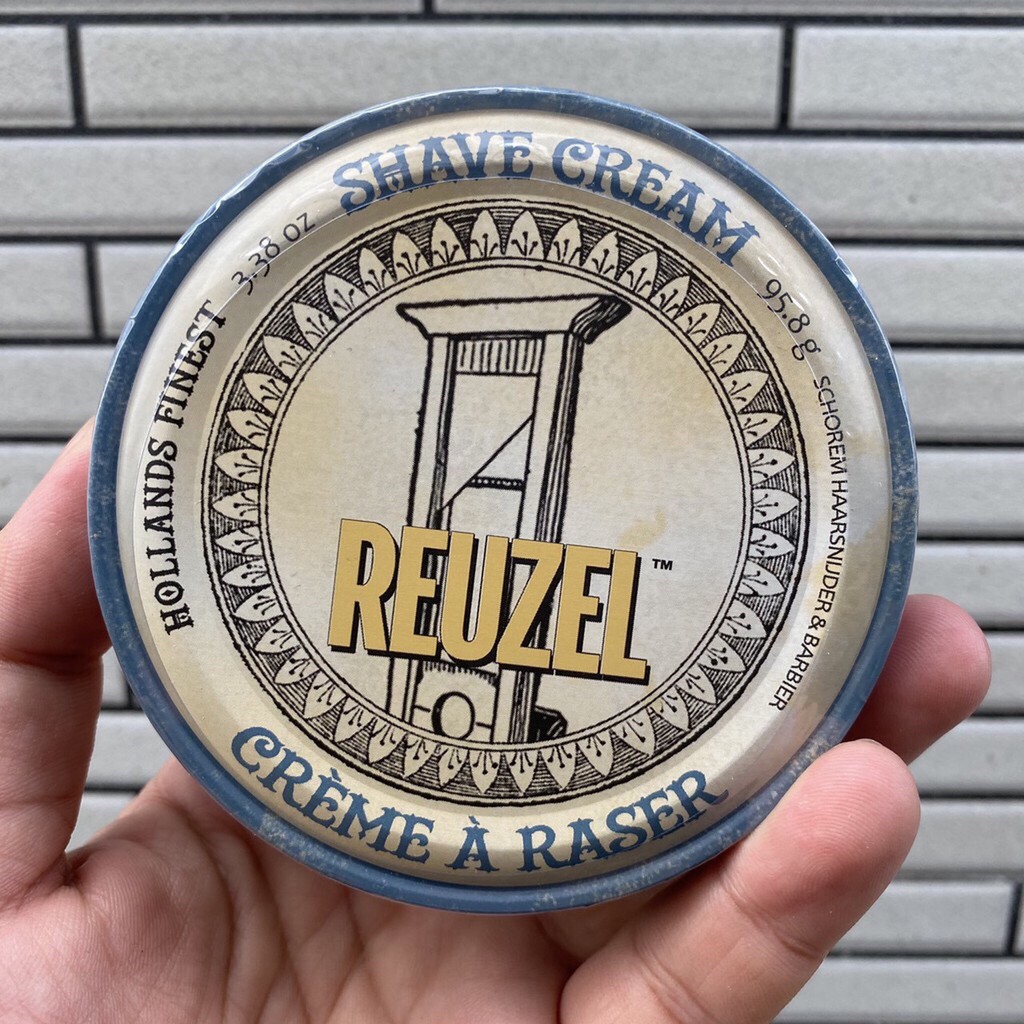 SHAVE CREAM
HOLLANDS FINEST 3.38 OZ
95.8 g SCHOREM HAARSNIJDER & BARBIER
REUZEL™
CRÈME À RASER